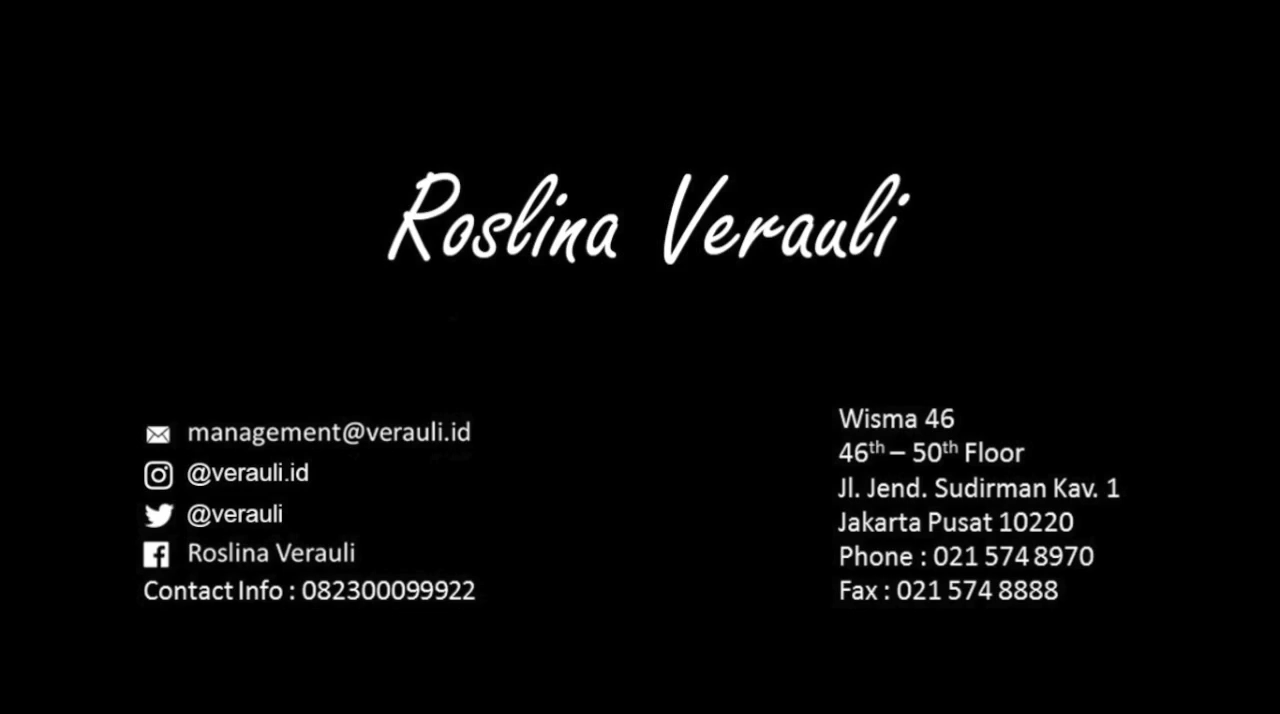 Roslina Verauli
management@verauli.id
@verauli.id
@verauli
Roslina Verauli
Contact Info : 082300099922
Wisma 46
46th – 50th Floor
Jl. Jend. Sudirman Kav. 1
Jakarta Pusat 10220
Phone : 021 574 8970
Fax : 021 574 8888